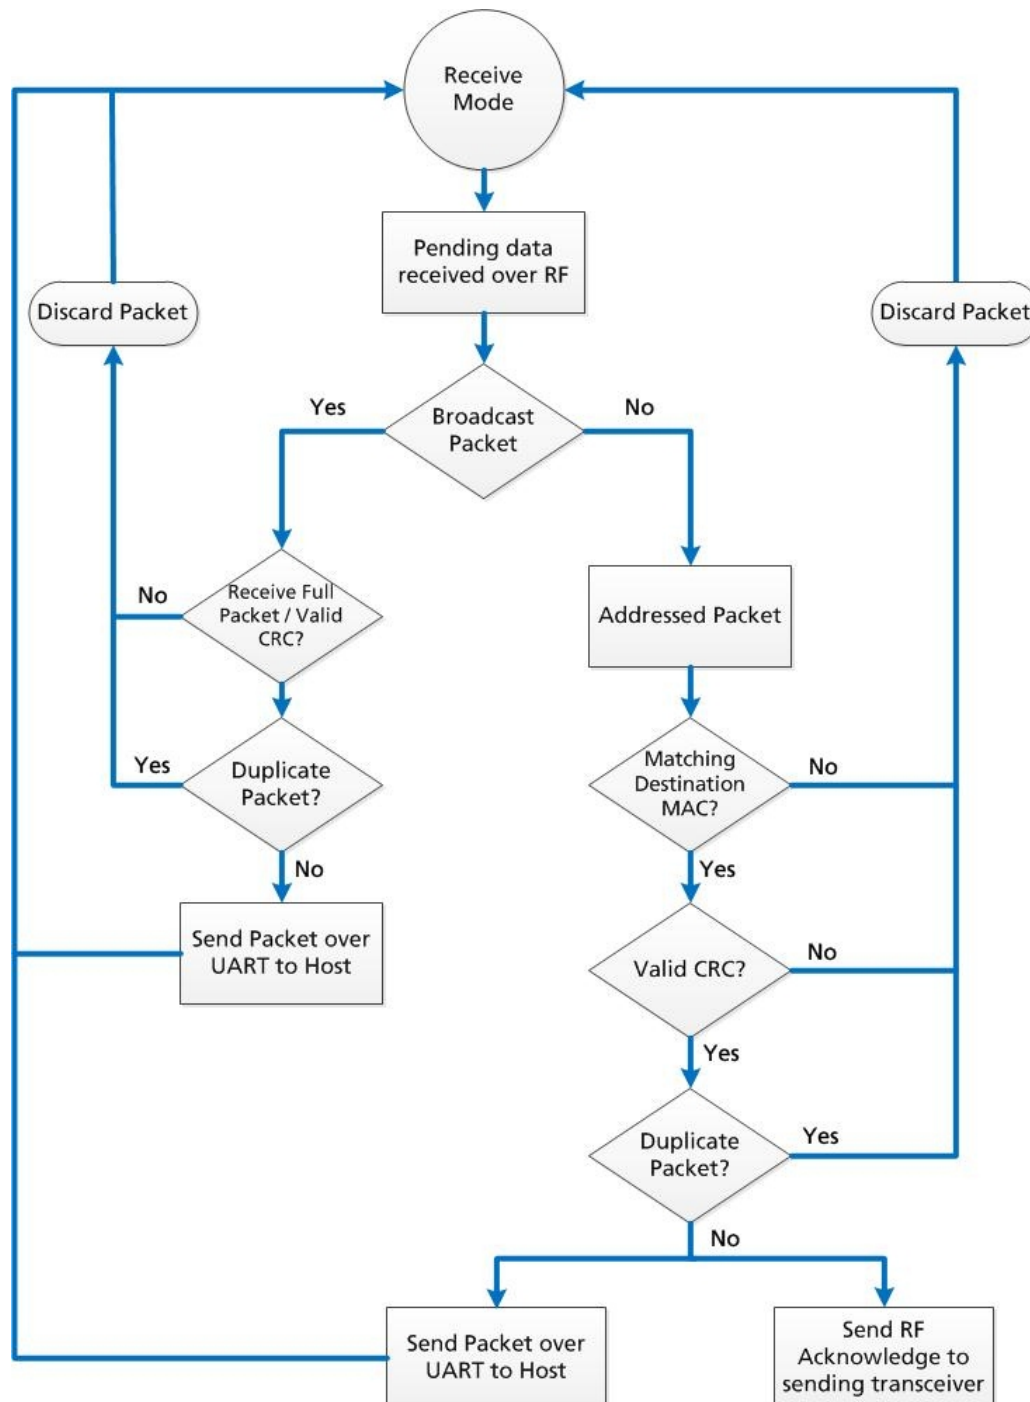 Receive
Mode
Pending data
received over RF
Discard Packet
Discard Packet
Yes
Broadcast
Packet
No
No
Receive Full
Packet / Valid
CRC?
Addressed Packet
Yes
Duplicate
Packet?
Matching
Destination
MAC?
No
No
Yes
Send Packet over
UART to Host
Valid CRC?
No
Yes
Duplicate
Packet?
Yes
No
Send Packet over
UART to Host
Send RF
Acknowledge to
sending transceiver